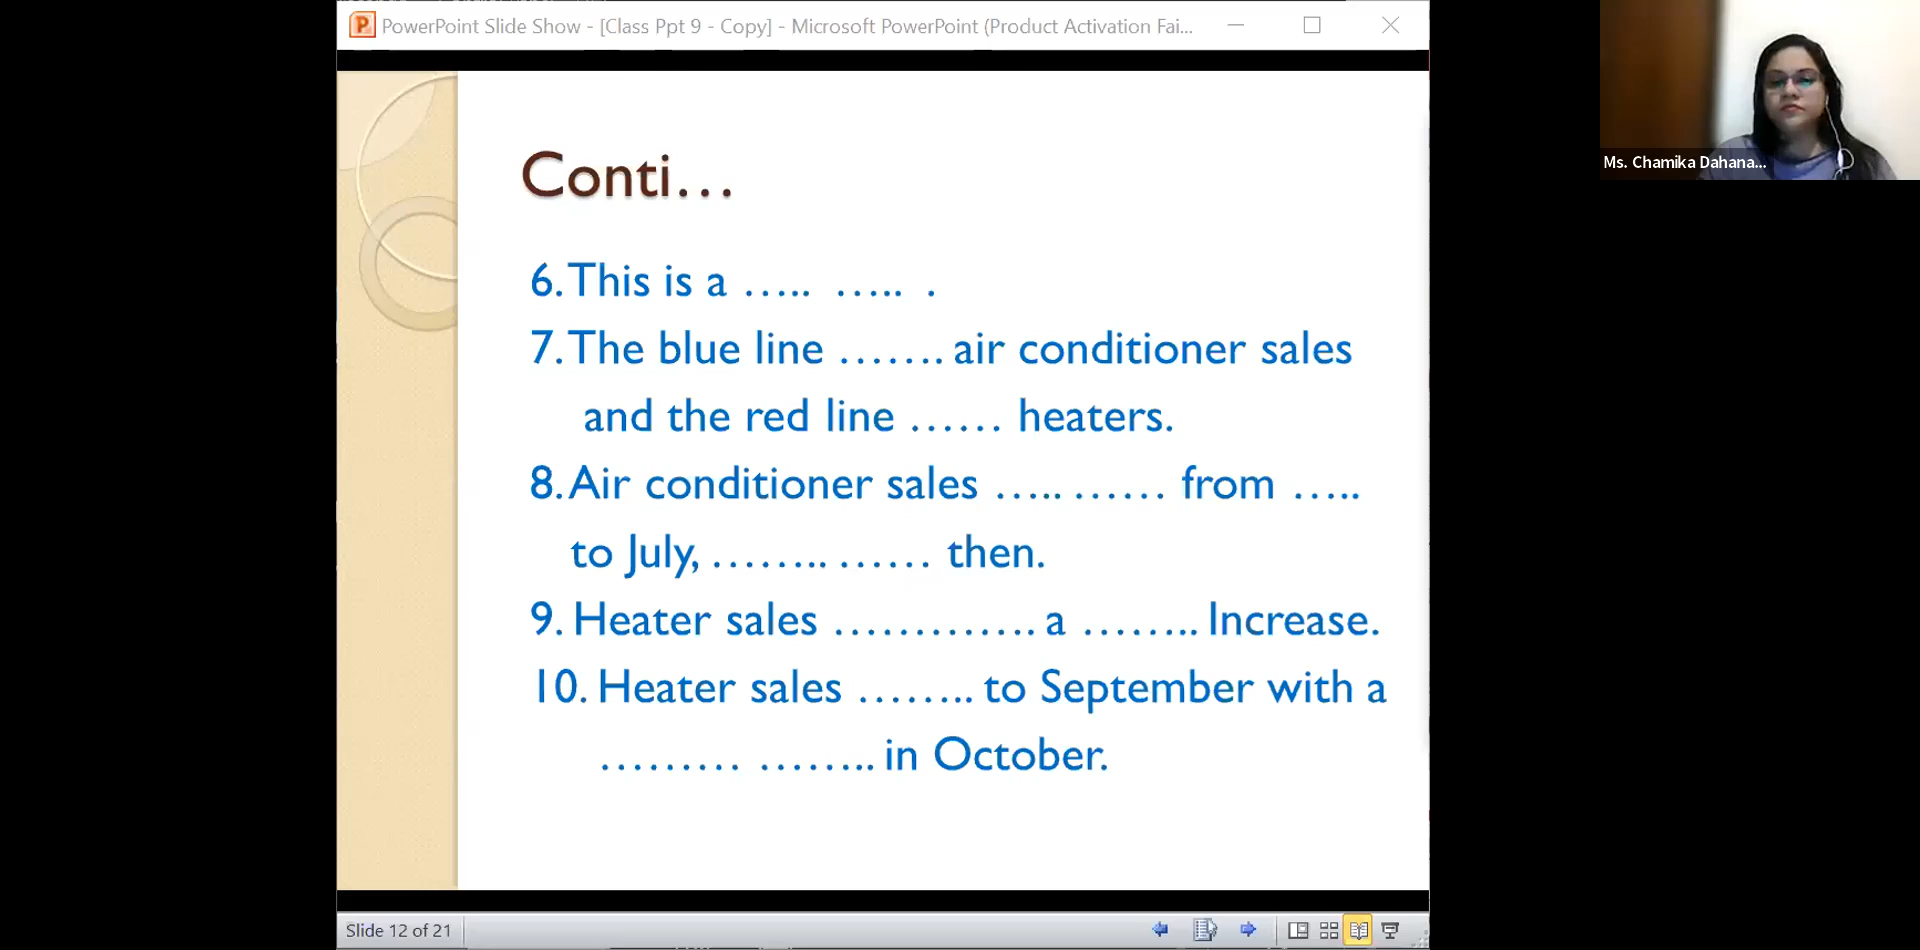 PowerPoint Slide Show - [Class Ppt 9 - Copy] - Microsoft PowerPoint (Product Activation Fai...
Ms. Chamika Dahana...
Conti…
6. This is a ….. ….. .
7. The blue line ……. air conditioner sales
and the red line …… heaters.
8. Air conditioner sales ….. …… from …..
to July, …….. …… then.
9. Heater sales …………. a …….. Increase.
10. Heater sales …….. to September with a
……… …….. in October.
Slide 12 of 21